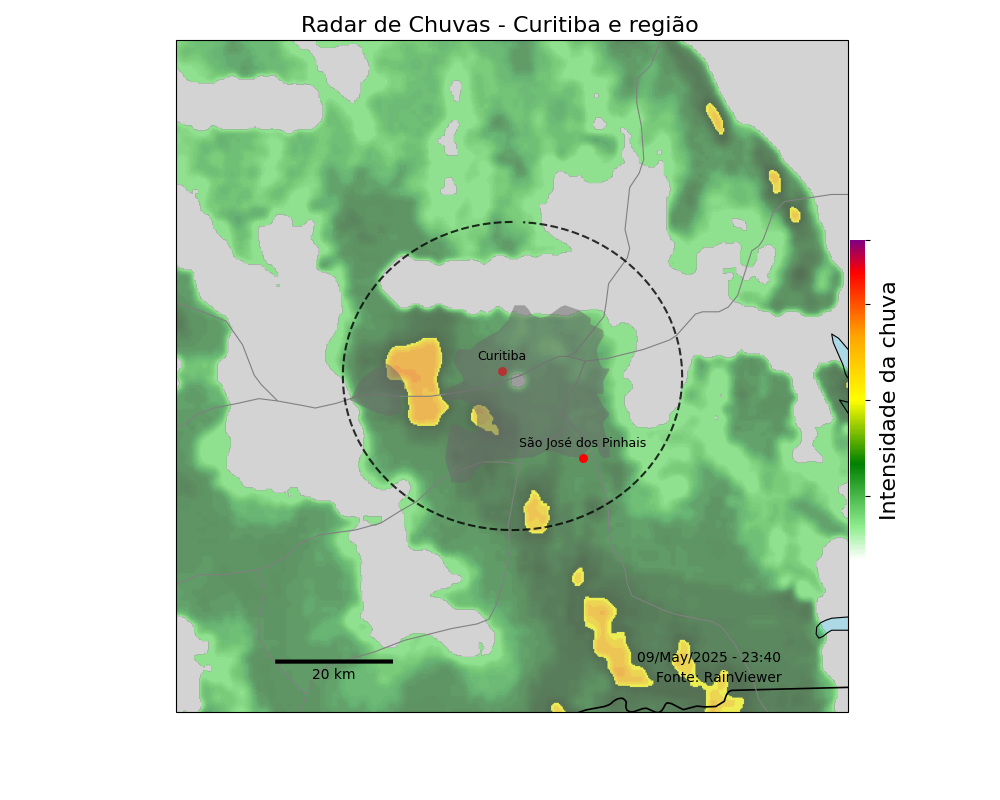 Radar de Chuvas - Curitiba e região
Curitiba
São José dos Pinhais
Intensidade da chuva
09/May/2025 - 23:40
20 km
Fonte: RainViewer